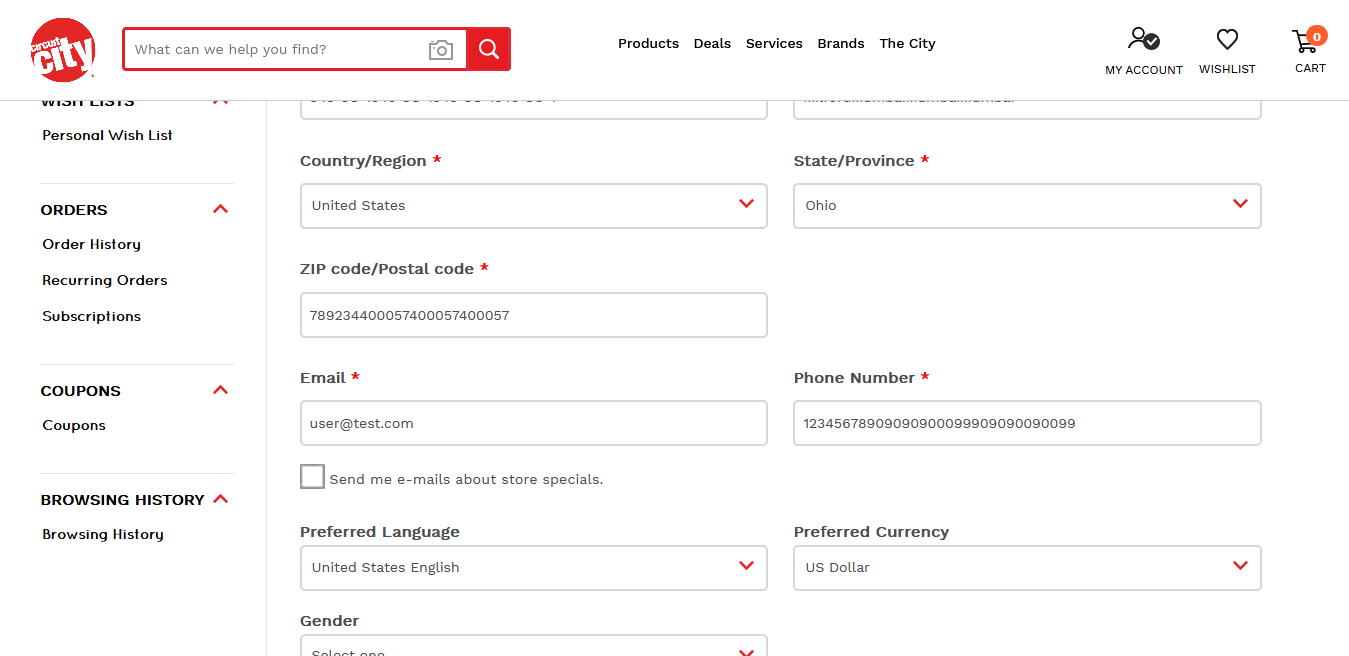 circuit city
What can we help you find?
Products
Deals
Services
Brands
The City
MY ACCOUNT
WISHLIST
0
CART
WISH LISTS
Personal Wish List
ORDERS
Order History
Recurring Orders
Subscriptions
COUPONS
Coupons
BROWSING HISTORY
Browsing History
Country/Region *
State/Province *
United States
Ohio
ZIP code/Postal code *
789234400057400057400057
Email *
Phone Number *
user@test.com
12345678909090900099909090090099
Send me e-mails about store specials.
Preferred Language
Preferred Currency
United States English
US Dollar
Gender
Select one